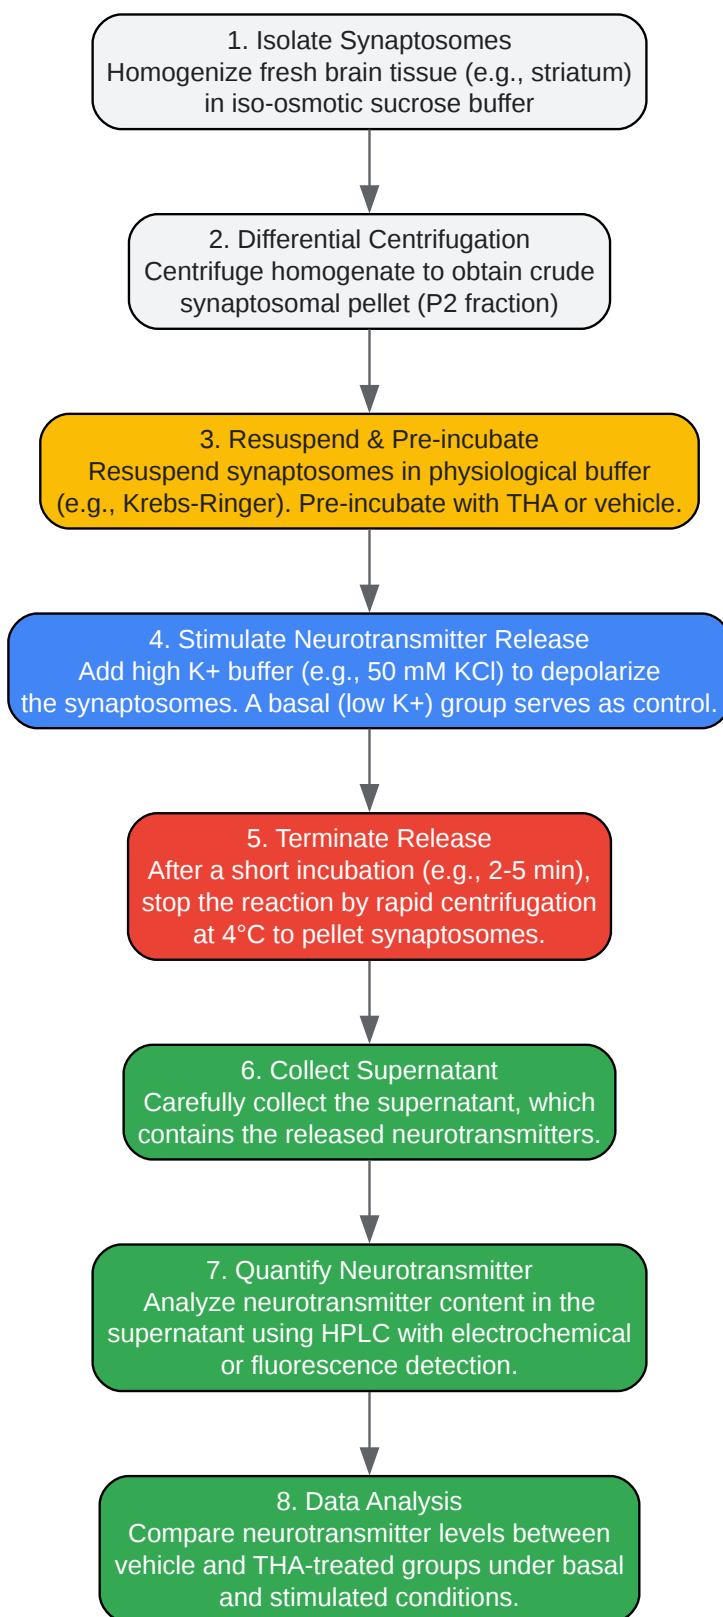 1. Isolate Synaptosomes
Homogenize fresh brain tissue (e.g., striatum)
in iso-osmotic sucrose buffer
2. Differential Centrifugation
Centrifuge homogenate to obtain crude
synaptosomal pellet (P2 fraction)
3. Resuspend & Pre-incubate
Resuspend synaptosomes in physiological buffer
(e.g., Krebs-Ringer). Pre-incubate with THA or vehicle.
4. Stimulate Neurotransmitter Release
Add high K+ buffer (e.g., 50 mM KCl) to depolarize
the synaptosomes. A basal (low K+) group serves as control.
5. Terminate Release
After a short incubation (e.g., 2-5 min),
stop the reaction by rapid centrifugation
at 4°C to pellet synaptosomes.
6. Collect Supernatant
Carefully collect the supernatant, which
contains the released neurotransmitters.
7. Quantify Neurotransmitter
Analyze neurotransmitter content in the
supernatant using HPLC with electrochemical
or fluorescence detection.
8. Data Analysis
Compare neurotransmitter levels between
vehicle and THA-treated groups under basal
and stimulated conditions.